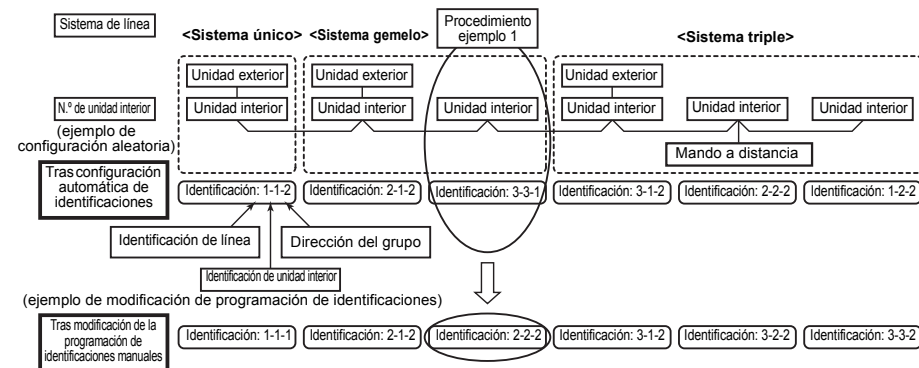 Sistema de línea
<Sistema único>
<Sistema gemelo>
Procedimiento
ejemplo 1
<Sistema triple>
Unidad exterior
Unidad exterior
Unidad exterior
N.º de unidad interior
Unidad interior
Unidad interior
Unidad interior
Unidad interior
Unidad interior
Unidad interior
(ejemplo de
configuración aleatoria)
Mando a distancia
Tras configuración
automática de
identificaciones
Identificación: 1-1-2
Identificación: 2-1-2
Identificación: 3-3-1
Identificación: 3-1-2
Identificación: 2-2-2
Identificación: 1-2-2
Identificación de línea
Dirección del grupo
Identificación de unidad interior
(ejemplo de modificación de programación de identificaciones)
Tras modificación de la
programación de
identificaciones manuales
Identificación: 1-1-1
Identificación: 2-1-2
Identificación: 2-2-2
Identificación: 3-1-2
Identificación: 3-2-2
Identificación: 3-3-2